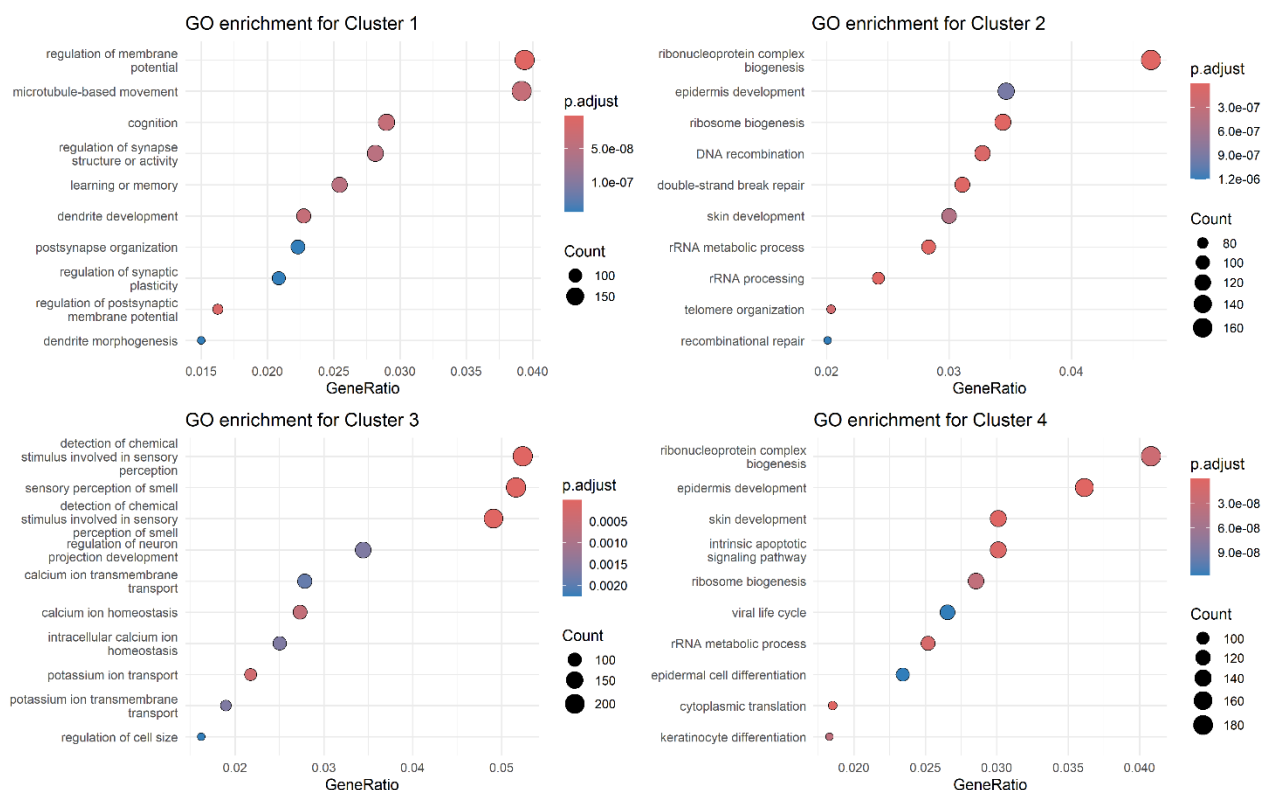 GO enrichment for Cluster 1
regulation of membrane
potential
microtubule-based movement
cognition
regulation of synapse
structure or activity
learning or memory
dendrite development
postsynapse organization
regulation of synaptic
plasticity
regulation of postsynaptic
membrane potential
dendrite morphogenesis
0.015 0.020 0.025 0.030 0.035 0.040
GeneRatio
p.adjust
5.0e-08
1.0e-07
Count
100
150
GO enrichment for Cluster 2
ribonucleoprotein complex
biogenesis
epidermis development
ribosome biogenesis
DNA recombination
double-strand break repair
skin development
rRNA metabolic process
rRNA processing
telomere organization
recombinational repair
0.02 0.03 0.04
GeneRatio
p.adjust
3.0e-07
6.0e-07
9.0e-07
1.2e-06
Count
80
100
120
140
160
GO enrichment for Cluster 3
detection of chemical
stimulus involved in sensory
perception
sensory perception of smell
detection of chemical
stimulus involved in sensory
perception of smell
regulation of neuron
projection development
calcium ion transmembrane
transport
calcium ion homeostasis
intracellular calcium ion
homeostasis
potassium ion transport
potassium ion transmembrane
transport
regulation of cell size
0.02 0.03 0.04 0.05
GeneRatio
p.adjust
0.0005
0.0010
0.0015
0.0020
Count
100
150
200
GO enrichment for Cluster 4
ribonucleoprotein complex
biogenesis
epidermis development
skin development
intrinsic apoptotic
signaling pathway
ribosome biogenesis
viral life cycle
rRNA metabolic process
epidermal cell differentiation
cytoplasmic translation
keratinocyte differentiation
0.020 0.025 0.030 0.035 0.040
GeneRatio
p.adjust
3.0e-08
6.0e-08
9.0e-08
Count
100
120
140
160
180